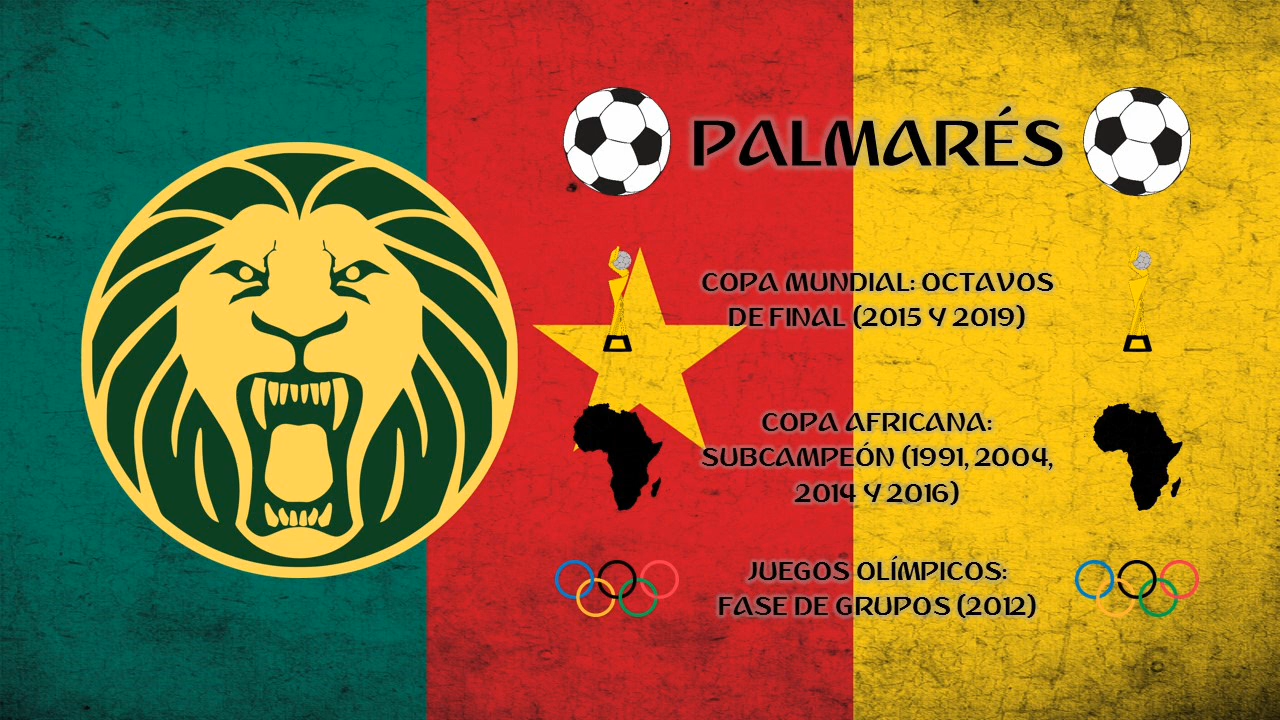 PALMARÉS
COPA MUNDIAL: OCTAVOS
DE FINAL (2015 Y 2019)
COPA AFRICANA:
SUBCAMPEÓN (1991, 2004,
2014 Y 2016)
JUEGOS OLÍMPICOS:
FASE DE GRUPOS (2012)